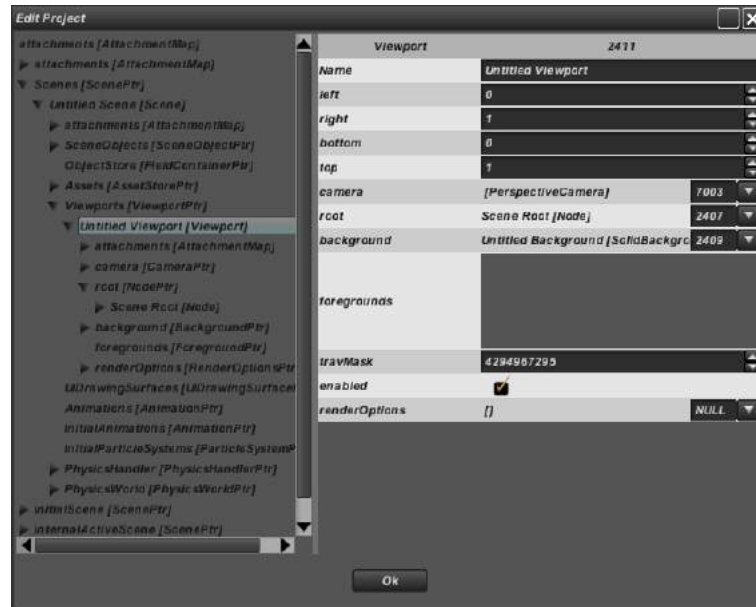 Edit Project
attachments [AttachmentMap]
attachments [AttachmentMap]
Scenes [ScenePtr]
Untitled Scene [Scene]
attachments [AttachmentMap]
SceneObjects [SceneObjectPtr]
ObjectStore [FieldContainerPtr]
Assets [AssetStorePtr]
Viewports [ViewportPtr]
Untitled Viewport [Viewport]
attachments [AttachmentMap]
camera [CameraPtr]
root [NodePtr]
Scene Root [Node]
background [BackgroundPtr]
foregrounds [ForegroundPtr]
renderOptions [RenderOptionsPtr
UIDrawingSurfaces [UIDrawingSurface
Animations [AnimationPtr]
InitialAnimations [AnimationPtr]
InitialParticleSystems [ParticleSystemP
PhysicsHandler [PhysicsHandlerPtr]
PhysicsWorld [PhysicsWorldPtr]
InitialScene [ScenePtr]
InternalActiveScene [ScenePtr]
Viewport 2411
Name Untitled Viewport
left 0
right 1
bottom 0
top 1
camera [PerspectiveCamera] 7003
root Scene Root [Node] 2407
background Untitled Background [SolidBackgro 2409
foregrounds
travMask 4294967295
enabled
renderOptions [] NULL
Ok